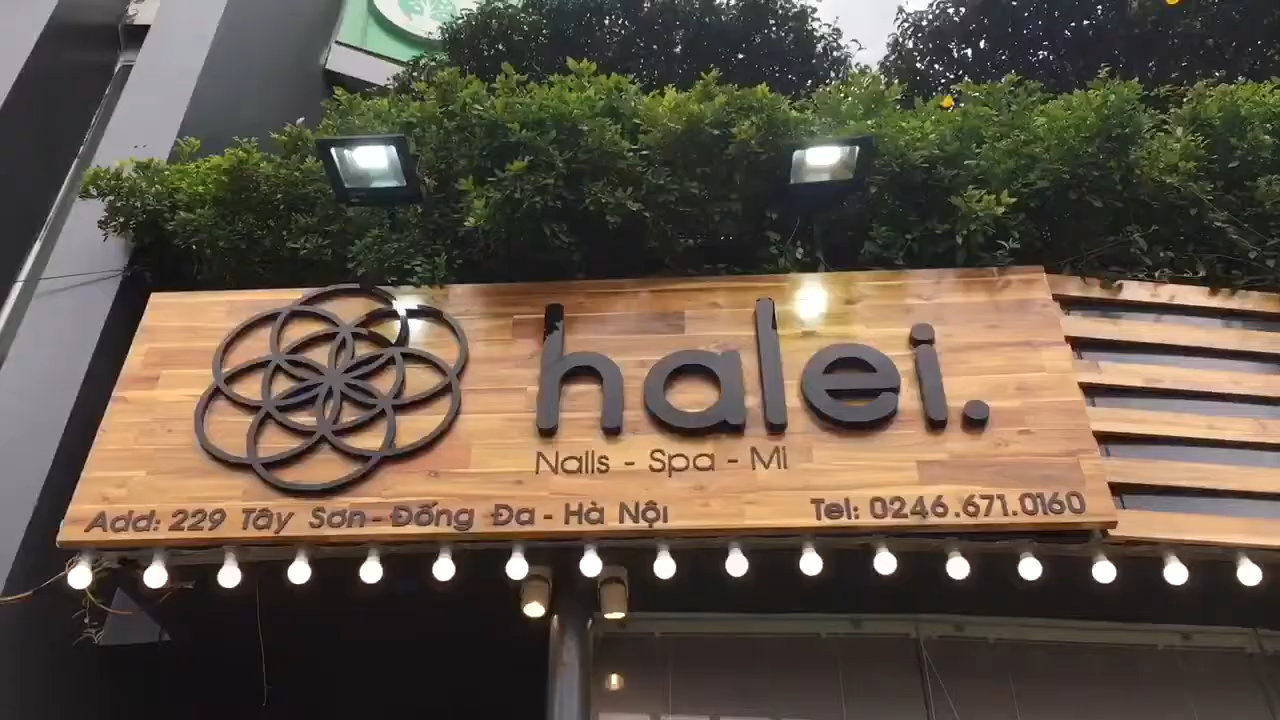 halei.
Nails - Spa - Mi
Add: 229 Tây Sơn - Đống Đa - Hà Nội
Tel: 0246.671.0160